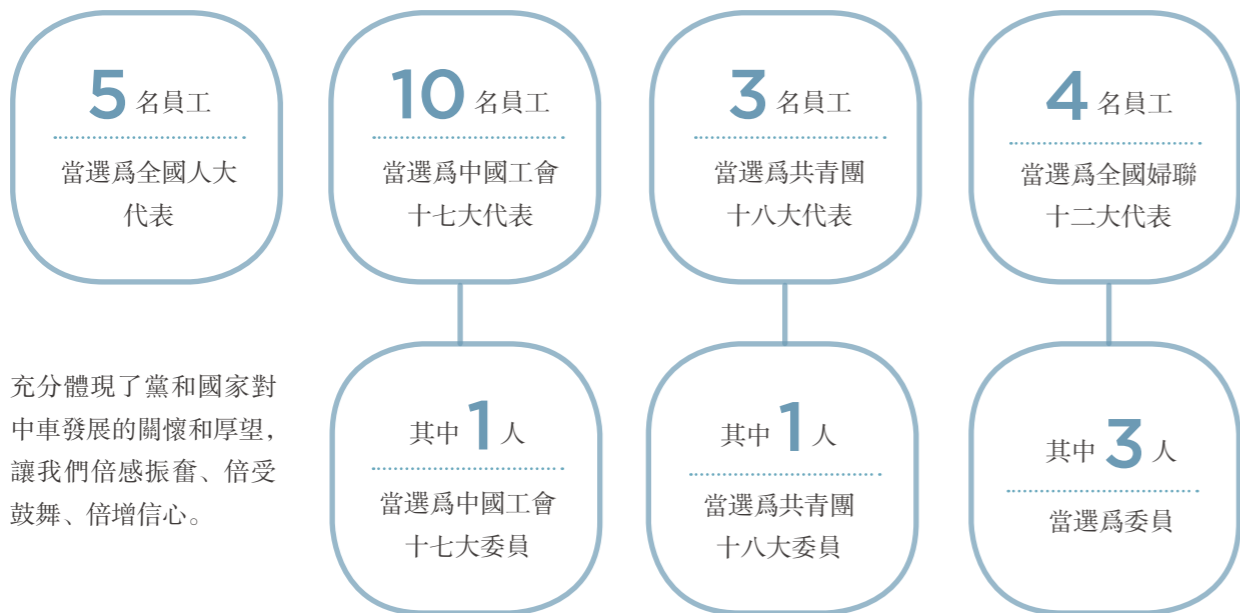 5 名員工
當選爲全國人大
代表
10 名員工
當選爲中國工會
十七大代表
3 名員工
當選爲共青團
十八大代表
4 名員工
當選爲全國婦聯
十二大代表
充分體現了黨和國家對
中車發展的關懷和厚望，
讓我們倍感振奮、倍受
鼓舞、倍增信心。
其中 1 人
當選爲中國工會
十七大委員
其中 1 人
當選爲共青團
十八大委員
其中 3 人
當選爲委員